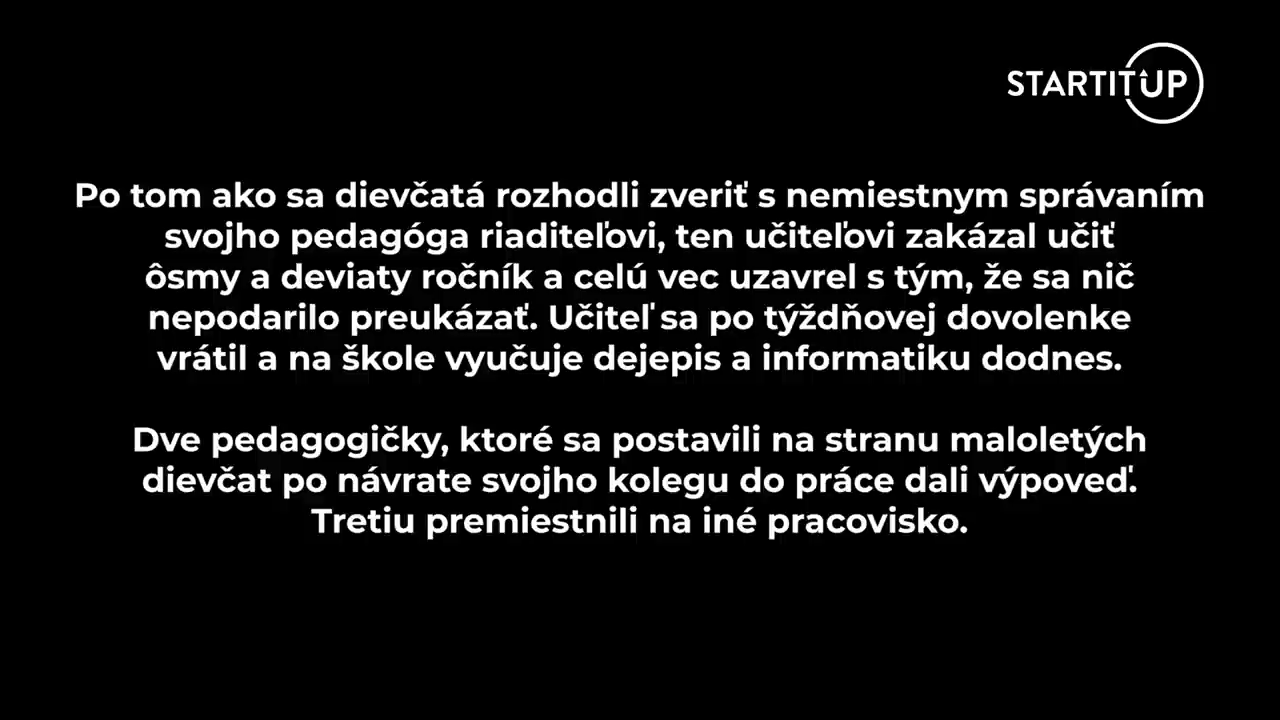 STARTITUP
Po tom ako sa dievčatá rozhodli zveriť s nemiestnym správaním
svojho pedagóga riaditeľovi, ten učiteľovi zakázal učiť
ôsmy a deviaty ročník a celú vec uzavrel s tým, že sa nič
nepodarilo preukázať. Učiteľ sa po týždňovej dovolenke
vrátil a na škole vyučuje dejepis a informatiku dodnes.
Dve pedagogičky, ktoré sa postavili na stranu maloletých
dievčat po návrate svojho kolegu do práce dali výpoveď.
Tretiu premiestnili na iné pracovisko.